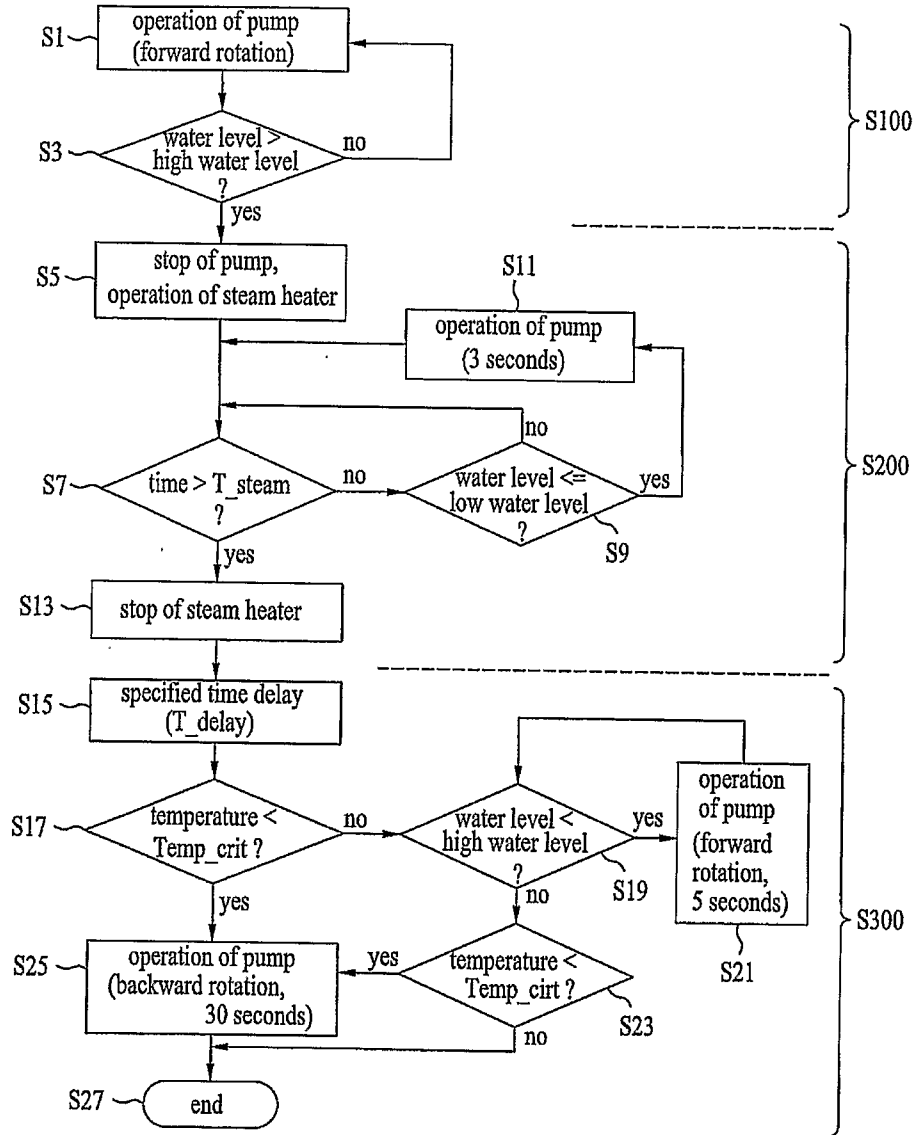 S1
operation of pump
(forward rotation)
S3
water level >
high water level
?
no
yes
S100
S5
stop of pump,
operation of steam heater
S11
operation of pump
(3 seconds)
S7
time > T_steam
?
no
yes
water level <=
low water level
?
no
yes
S9
S200
S13
stop of steam heater
S15
specified time delay
(T_delay)
S17
temperature <
Temp_crit ?
no
yes
water level <
high water level
?
yes
no
S19
operation
of pump
(forward
rotation,
5 seconds)
S21
S300
S25
operation of pump
(backward rotation,
30 seconds)
yes
temperature <
Temp_cirt ?
S23
no
S27
end